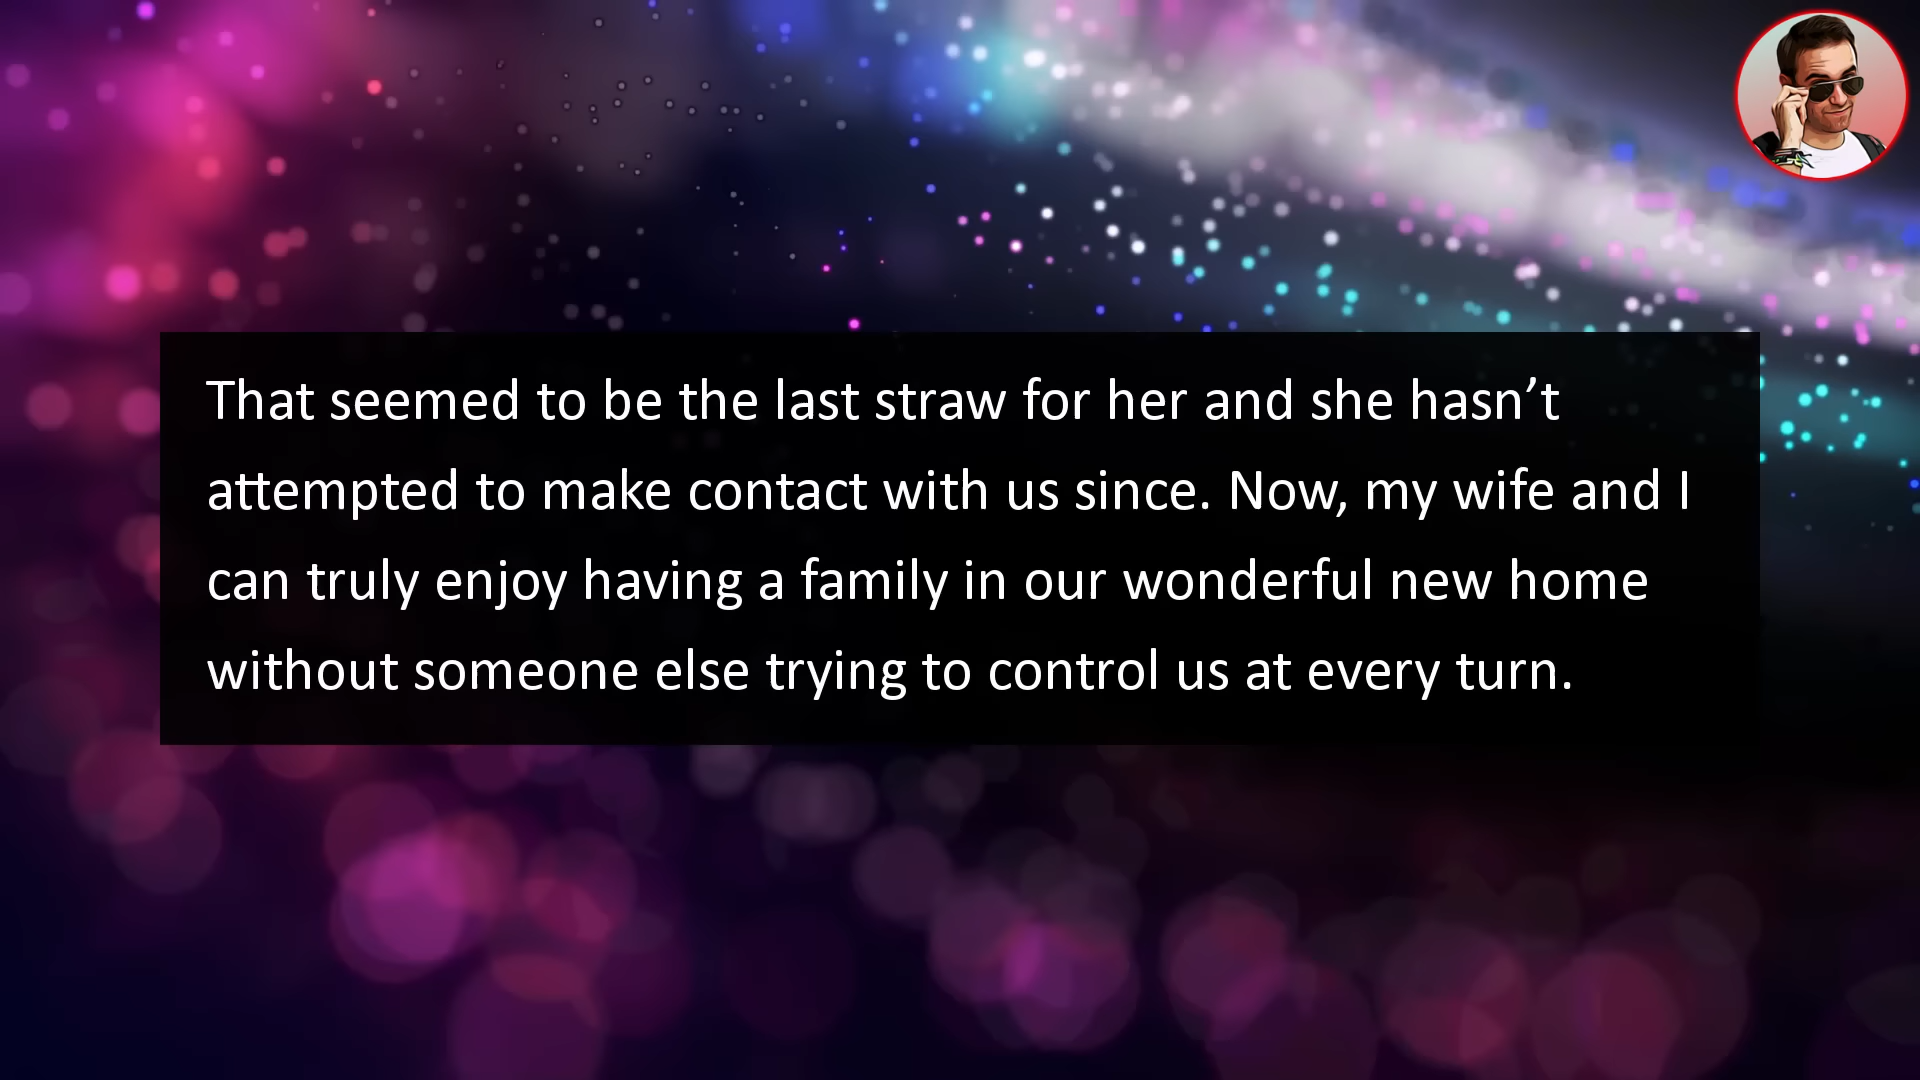 That seemed to be the last straw for her and she hasn’t
attempted to make contact with us since. Now, my wife and I
can truly enjoy having a family in our wonderful new home
without someone else trying to control us at every turn.